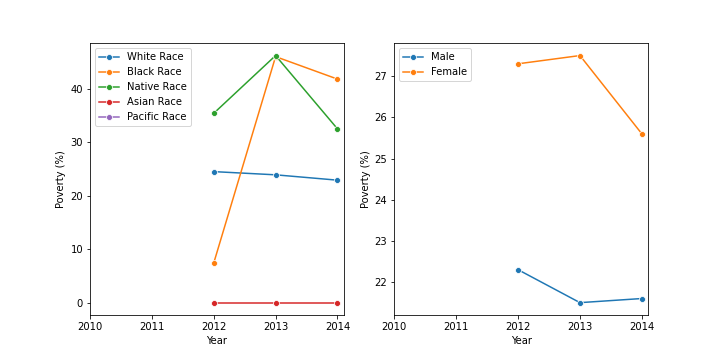 White Race
Black Race
Native Race
Asian Race
Pacific Race
Poverty (%)
40
30
20
10
0
2010 2011 2012 2013 2014
Year
Male
Female
Poverty (%)
27
26
25
24
23
22
2010 2011 2012 2013 2014
Year